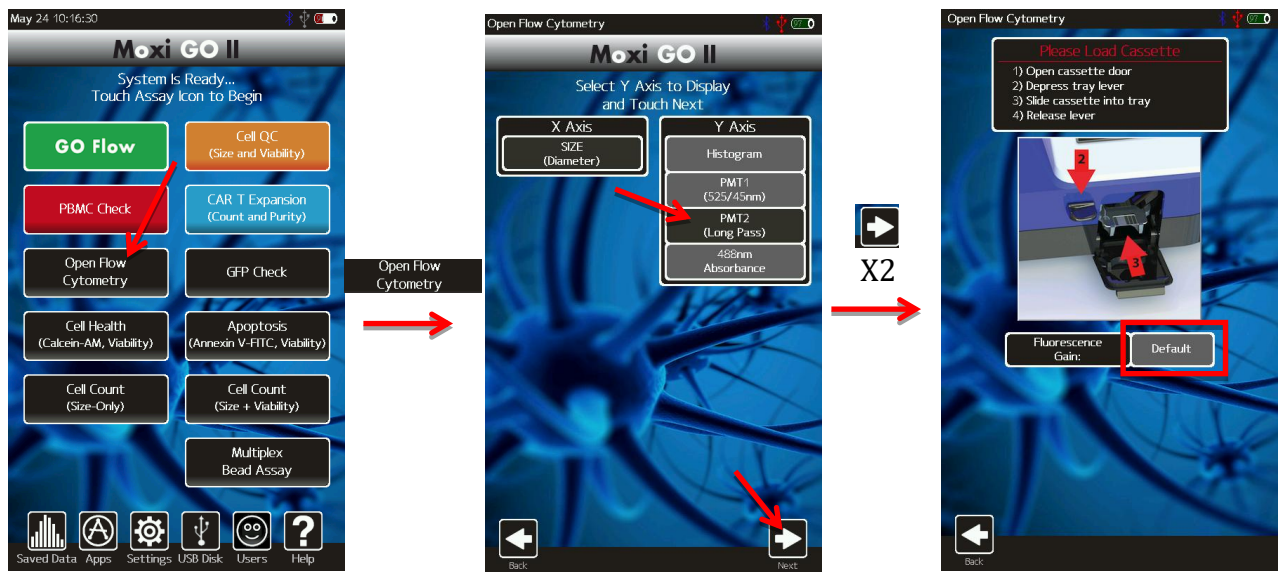 May 24 10:16:30
Moxi GO II
System Is Ready...
Touch Assay Icon to Begin
GO Flow
Cell QC
(Size and Viability)
PBMC Check
CAR T Expansion
(Count and Purity)
Open Flow
Cytometry
GFP Check
Cell Health
(Calcein-AM, Viability)
Apoptosis
(Annexin V-FITC, Viability)
Cell Count
(Size-Only)
Cell Count
(Size + Viability)
Multiplex
Bead Assay
Saved Data
Apps
Settings
USB Disk
Users
?
Help
Open Flow
Cytometry
Open Flow Cytometry
97
Moxi GO II
Select Y Axis to Display
and Touch Next
X Axis
SIZE
(Diameter)
Y Axis
Histogram
PMT1
(525/45nm)
PMT2
(Long Pass)
488nm
Absorbance
Back
Next
X2
Open Flow Cytometry
97
Please Load Cassette
1) Open cassette door
2) Depress tray lever
3) Slide cassette into tray
4) Release lever
2
3
Fluorescence
Gain:
Default
Back